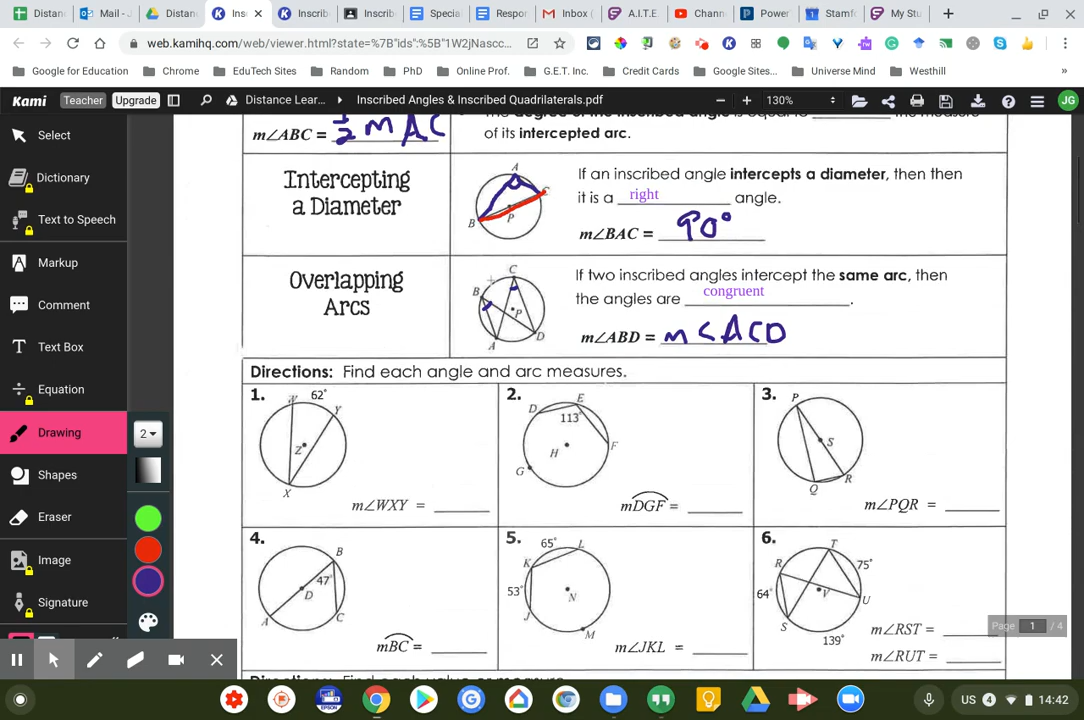 Distan
Mail - J
Distan
Ins
Inscrib
Inscrib
Special
Respor
Inbox (
A.I.T.E.
Chann
Power
Stamf
My Stu
web.kamihq.com/web/viewer.html?state=%7B"ids":%5B"1W2jNascc...
Google for Education
Chrome
EduTech Sites
Random
PhD
Online Prof.
G.E.T. Inc.
Credit Cards
Google Sites...
Universe Mind
Westhill
Kami
Teacher
Upgrade
Distance Lear...
Inscribed Angles & Inscribed Quadrilaterals.pdf
130%
JG
Select
Dictionary
Text to Speech
Markup
Comment
Text Box
Equation
Drawing
2
Shapes
Eraser
Image
Signature
m∠ABC = ½ m AC
of its intercepted arc.
Intercepting
a Diameter
A
B
C
P
If an inscribed angle intercepts a diameter, then then
it is a right angle.
m∠BAC = 90°
Overlapping
Arcs
C
B
P
A
D
If two inscribed angles intercept the same arc, then
the angles are congruent.
m∠ABD = m<ACD
Directions: Find each angle and arc measures.
1.
W
62°
Y
Z
X
m∠WXY =
2.
D
E
113°
H
F
G
mDGF =
3.
P
S
R
Q
m∠PQR =
4.
B
47°
D
A
C
mBC =
5.
65°
L
K
53°
N
J
M
m∠JKL =
6.
T
R
75°
64°
V
U
S
139°
m∠RST =
m∠RUT =
Page 1 / 4
US
4
14:42